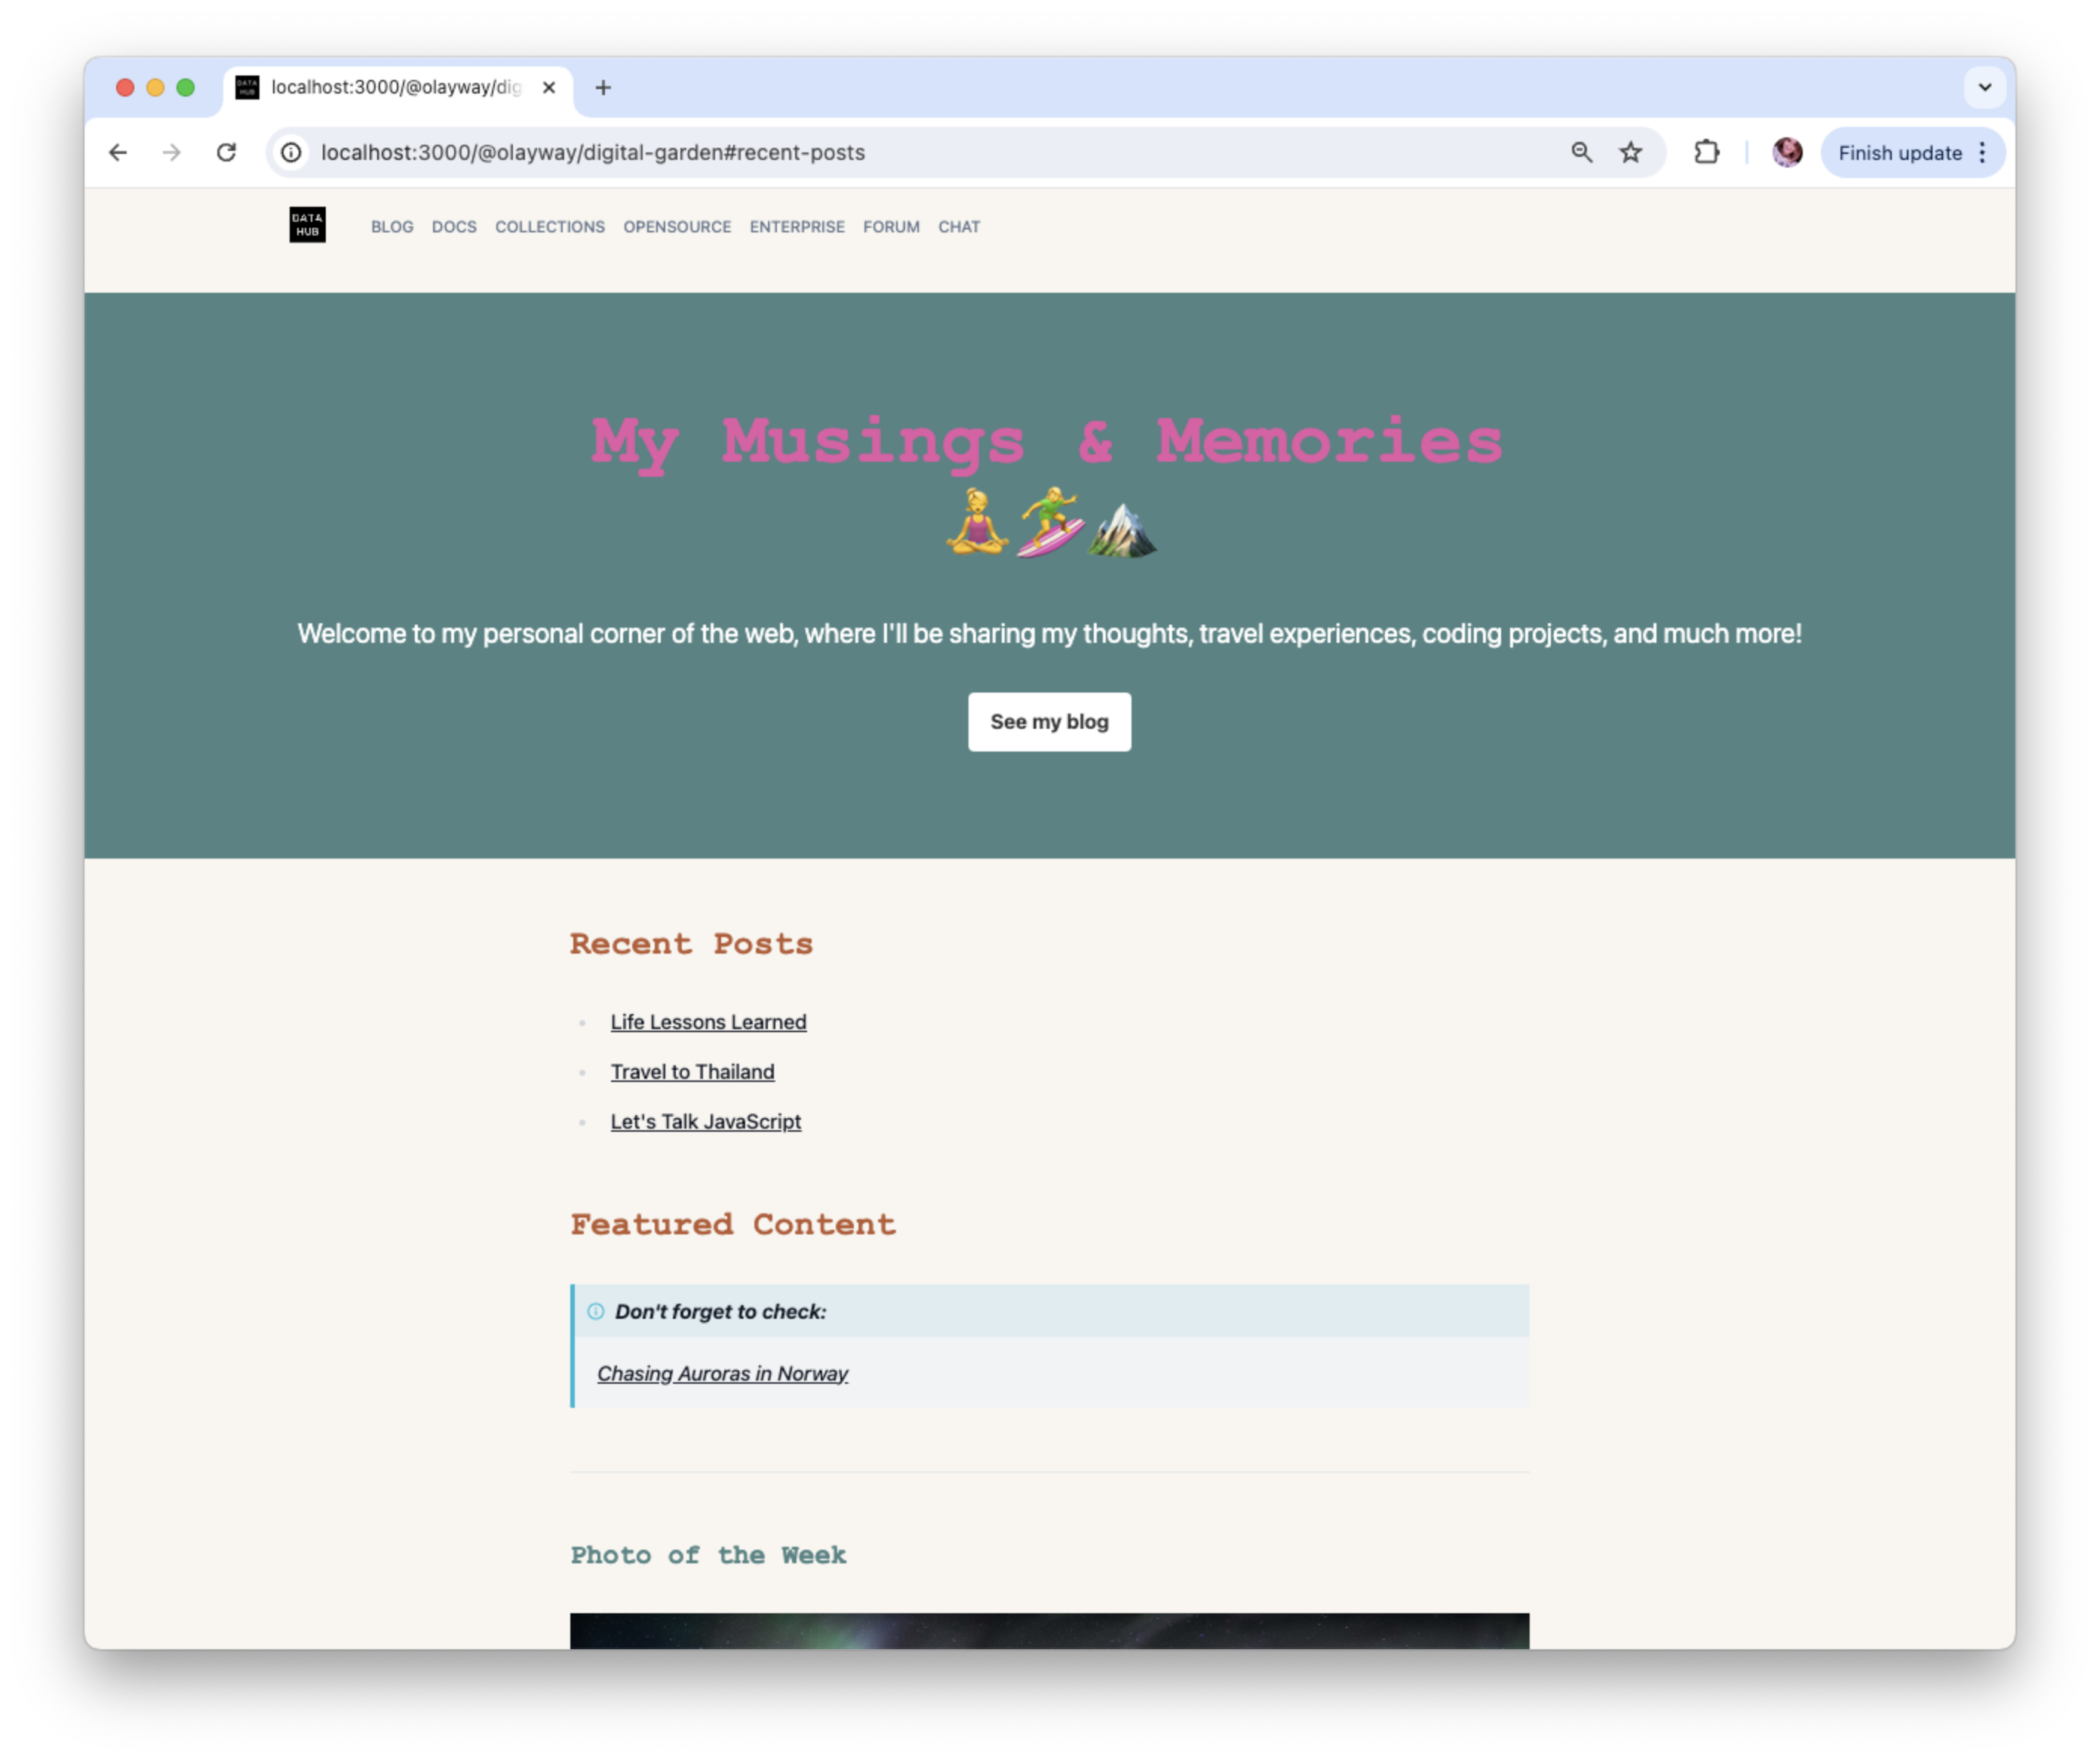 localhost:3000/@olayway/dig
localhost:3000/@olayway/digital-garden#recent-posts
Finish update
DATA
HUB
BLOG DOCS COLLECTIONS OPENSOURCE ENTERPRISE FORUM CHAT
My Musings & Memories
Welcome to my personal corner of the web, where I'll be sharing my thoughts, travel experiences, coding projects, and much more!
See my blog
Recent Posts
Life Lessons Learned
Travel to Thailand
Let's Talk JavaScript
Featured Content
Don't forget to check:
Chasing Auroras in Norway
Photo of the Week